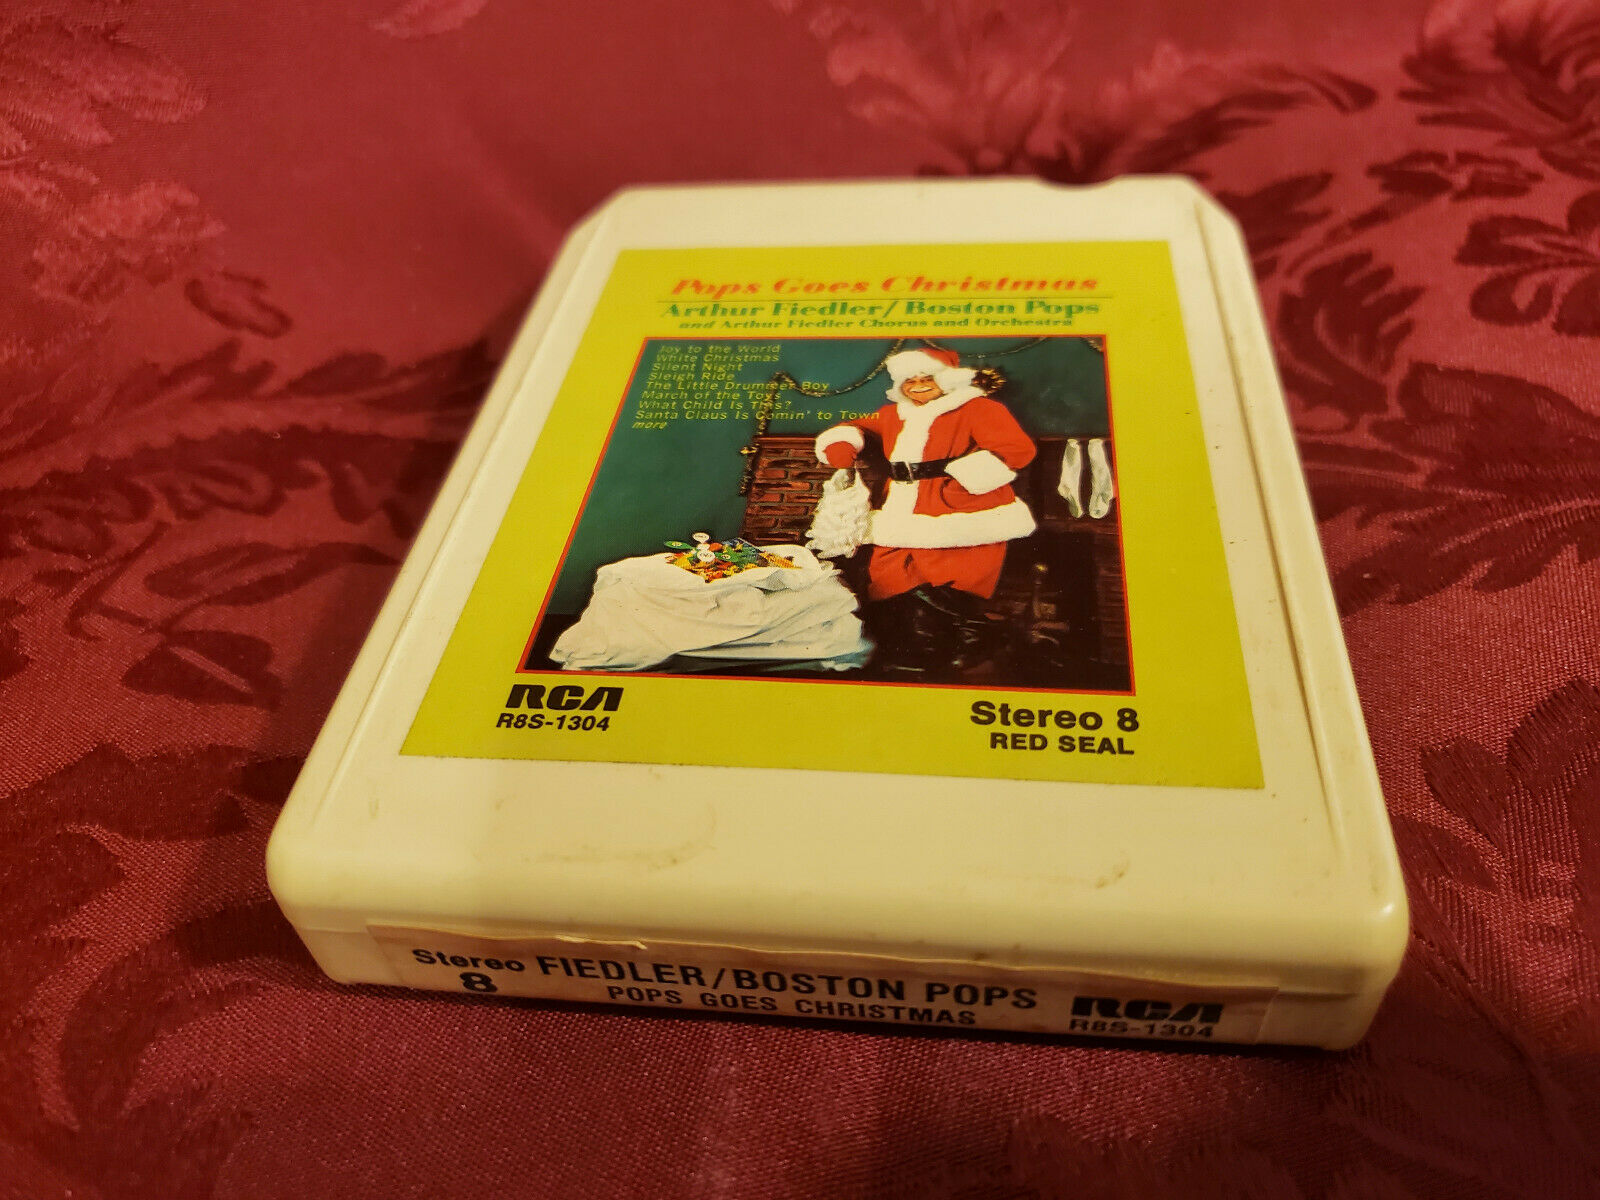 Pops Goes Christmas
Arthur Fiedler/Boston Pops
and Arthur Fiedler Chorus and Orchestra
Joy to the World
White Christmas
Silent Night
Sleigh Ride
The Little Drummer Boy
March of the Toys
What Child Is This?
Santa Claus Is Comin' to Town
more
RCA
R8S-1304
Stereo 8
RED SEAL
Stereo
8
FIEDLER/BOSTON POPS
POPS GOES CHRISTMAS
RCA
R8S-1304